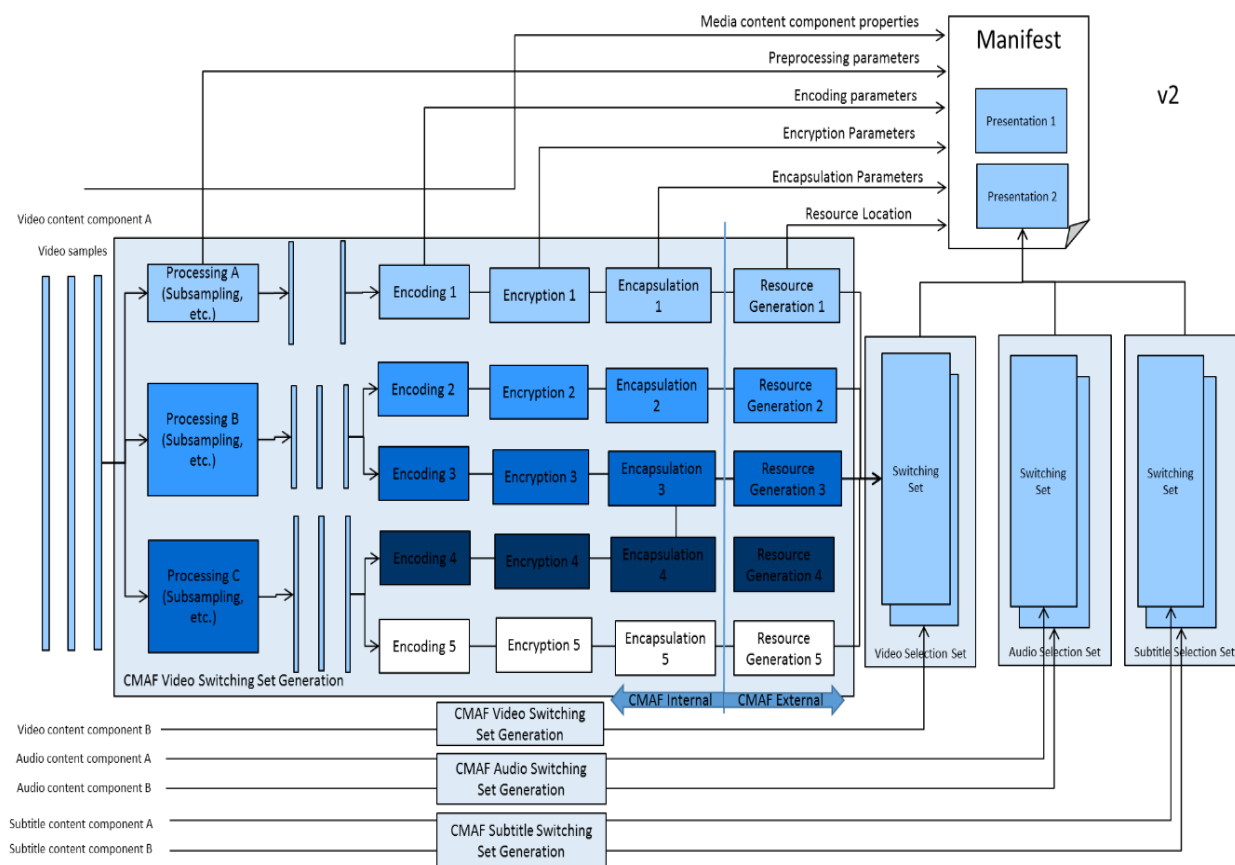 Media content component properties
Manifest
Preprocessing parameters
v2
Encoding parameters
Presentation 1
Encryption Parameters
Encapsulation Parameters
Presentation 2
Resource Location
Video content component A
Video samples
Processing A
(Subsampling,
etc.)
Encoding 1
Encryption 1
Encapsulation
1
Resource
Generation 1
Processing B
(Subsampling,
etc.)
Encoding 2
Encryption 2
Encapsulation
2
Resource
Generation 2
Encoding 3
Encryption 3
Encapsulation
3
Resource
Generation 3
Processing C
(Subsampling,
etc.)
Encoding 4
Encryption 4
Encapsulation
4
Resource
Generation 4
Encoding 5
Encryption 5
Encapsulation
5
Resource
Generation 5
CMAF Video Switching Set Generation
CMAF Internal
CMAF External
Switching
Set
Video Selection Set
Switching
Set
Audio Selection Set
Switching
Set
Subtitle Selection Set
Video content component B
CMAF Video Switching
Set Generation
Audio content component A
Audio content component B
CMAF Audio Switching
Set Generation
Subtitle content component A
Subtitle content component B
CMAF Subtitle Switching
Set Generation